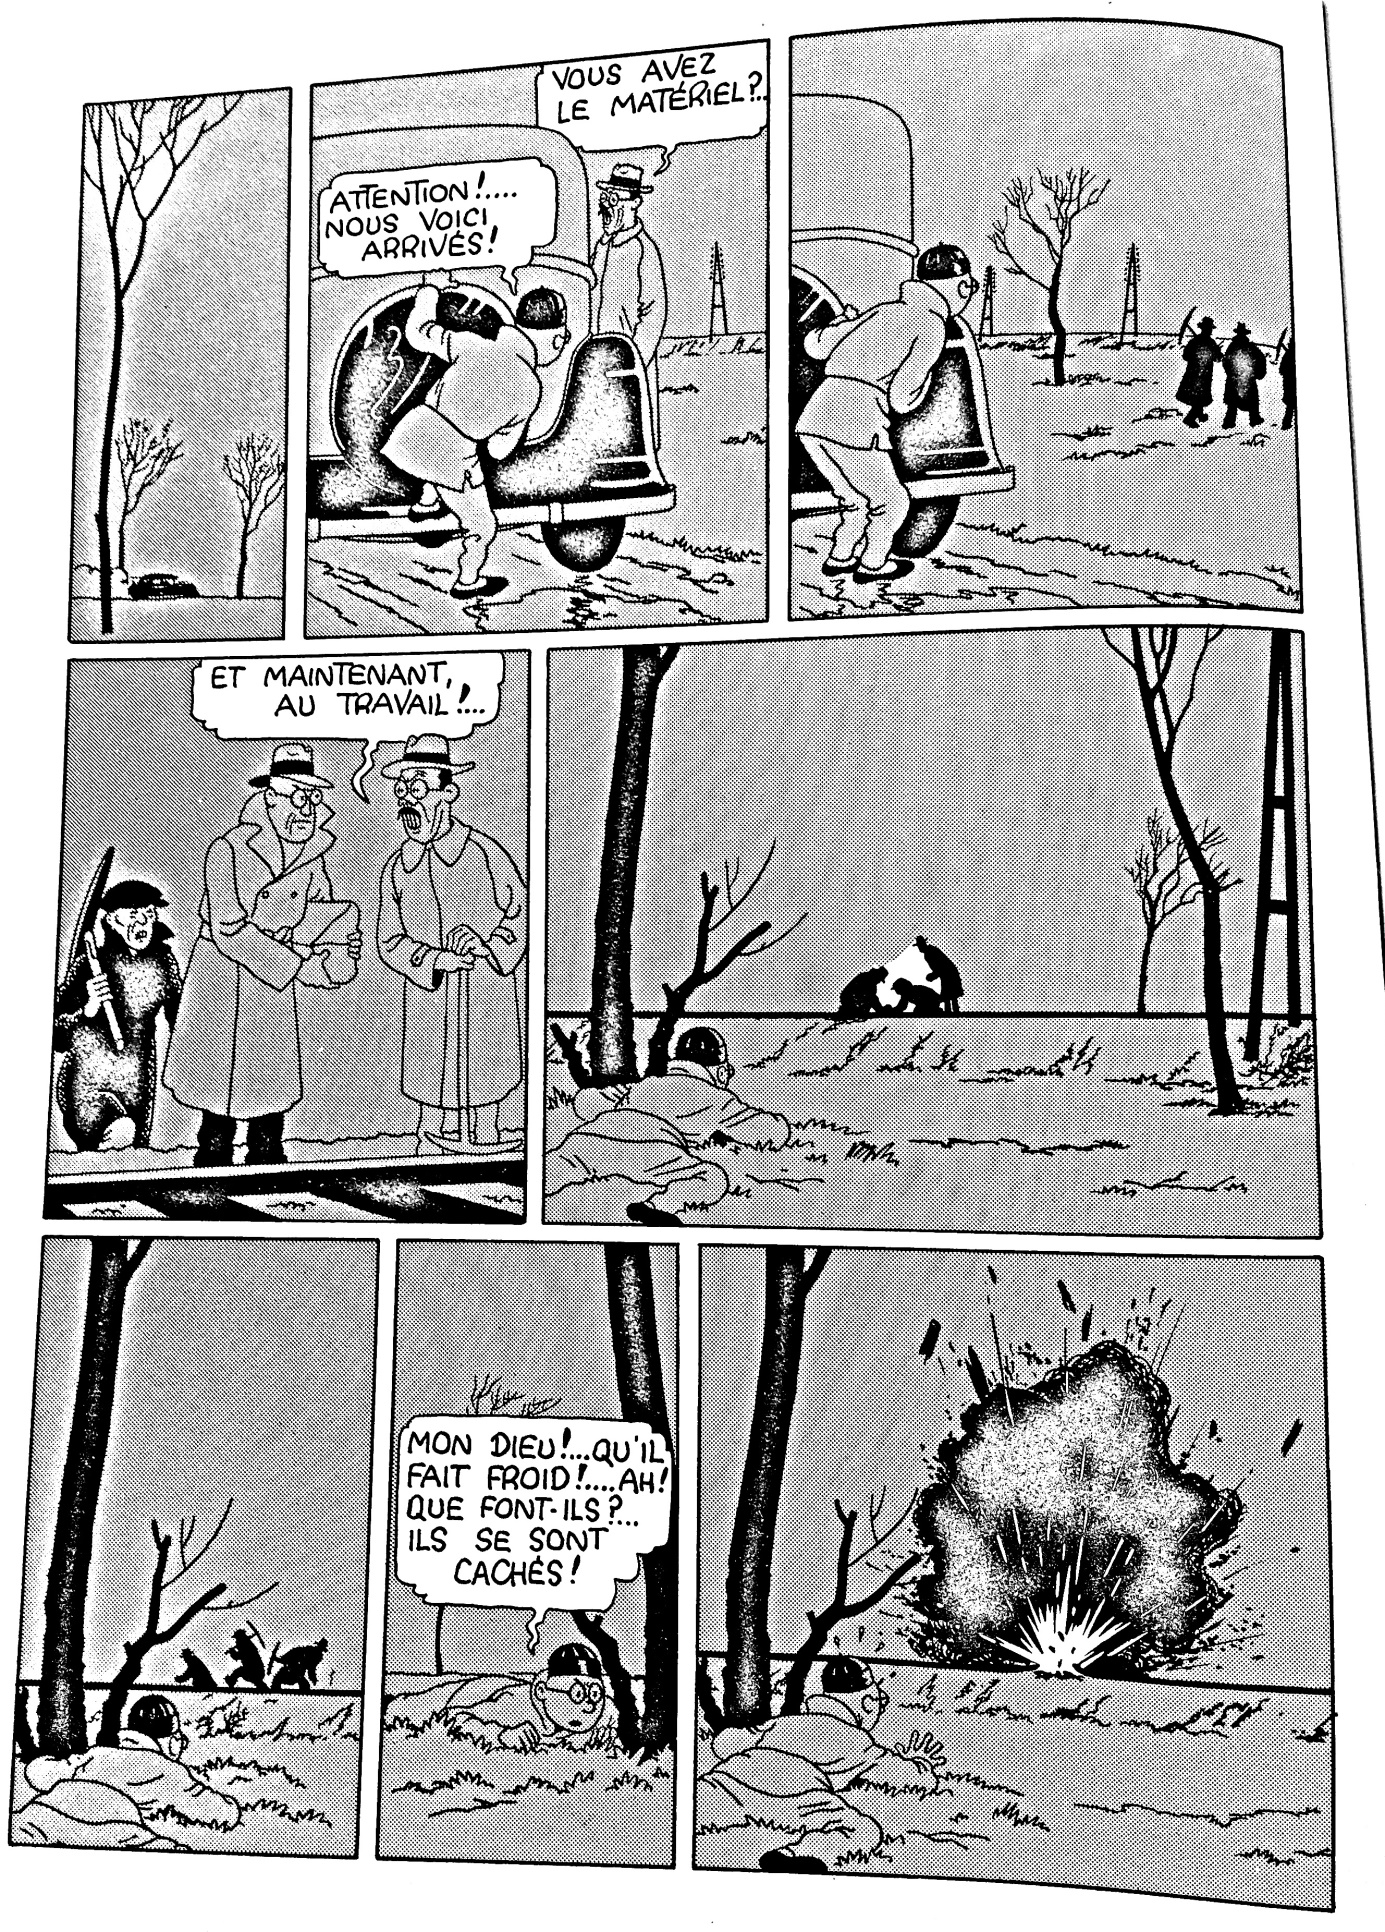 VOUS AVEZ
LE MATÉRIEL?..
ATTENTION!....
NOUS VOICI
ARRIVÉS!
ET MAINTENANT,
AU TRAVAIL!...
MON DIEU!...QU'IL
FAIT FROID!....AH!
QUE FONT-ILS?...
ILS SE SONT
CACHÉS!